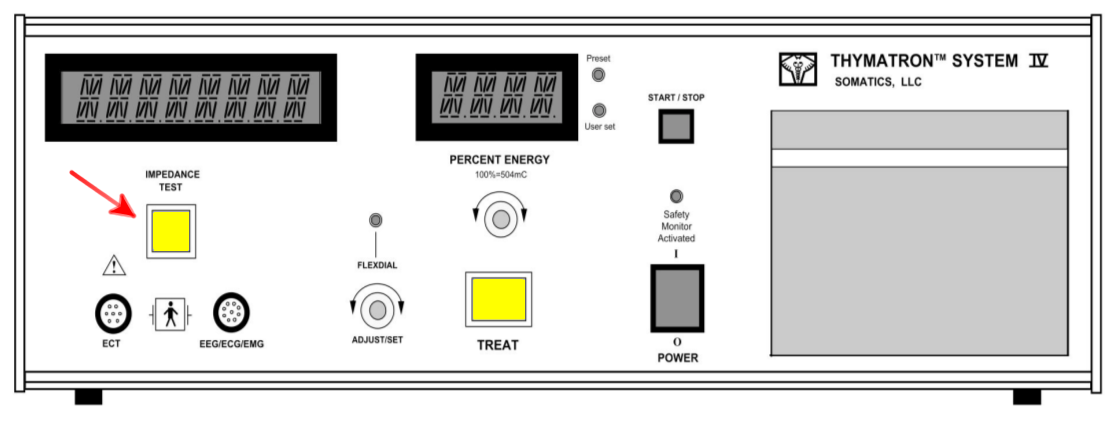 Preset
User set
START / STOP
THYMATRON™ SYSTEM IV
SOMATICS, LLC
IMPEDANCE
TEST
PERCENT ENERGY
100%=504mC
Safety
Monitor
Activated
I
FLEXDIAL
ADJUST/SET
ECT
EEG/ECG/EMG
TREAT
O
POWER